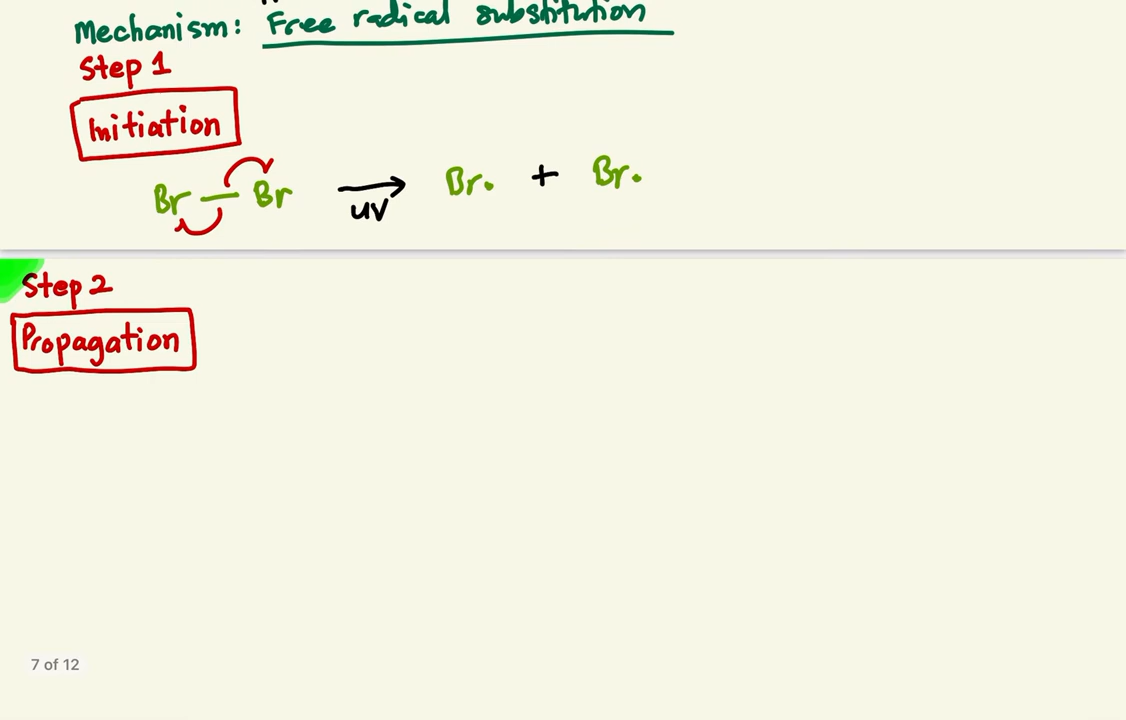 Mechanism: Free radical substitution
Step 1
Initiation
Br — Br → Br. + Br.
UV
Step 2
Propagation
7 of 12